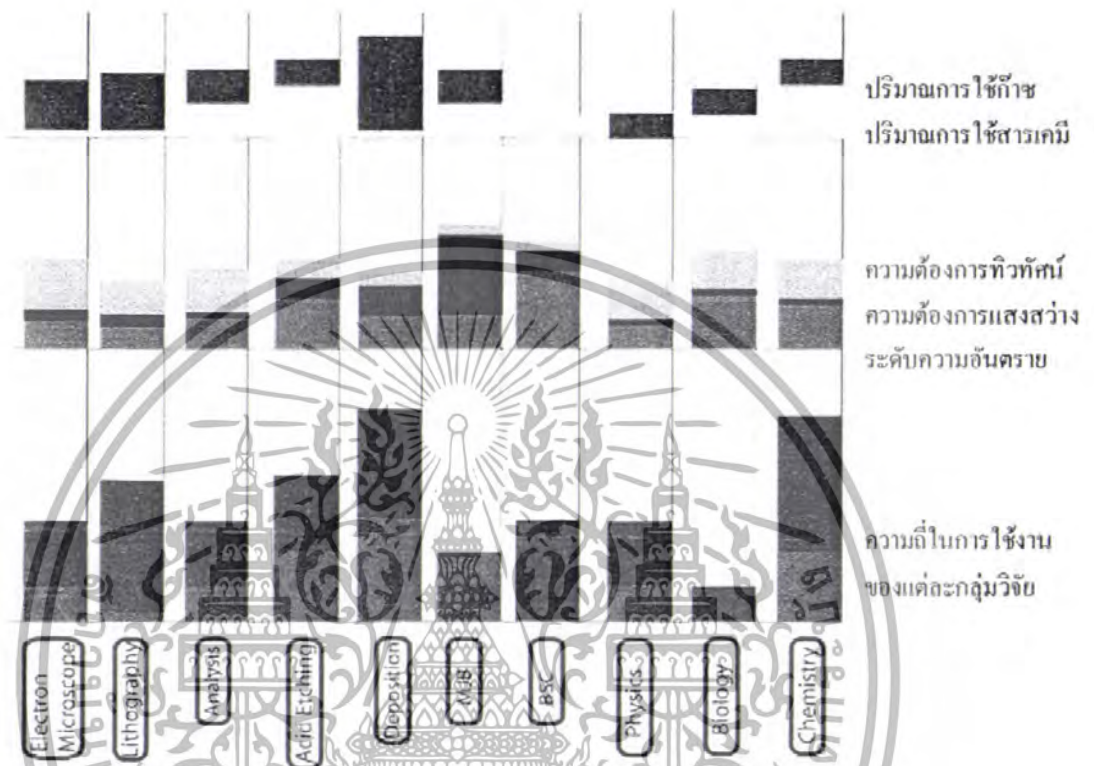 ปริมาณการใช้ก๊าซ
ปริมาณการใช้สารเคมี
ความต้องการทิวทัศน์
ความต้องการแสงสว่าง
ระดับความอันตราย
ความถี่ในการใช้งาน
ของแต่ละกลุ่มวิจัย
Electron
Microscope
Lithography
Analysis
Acid Etching
Deposition
MJB
BSC
Physics
Biology
Chemistry